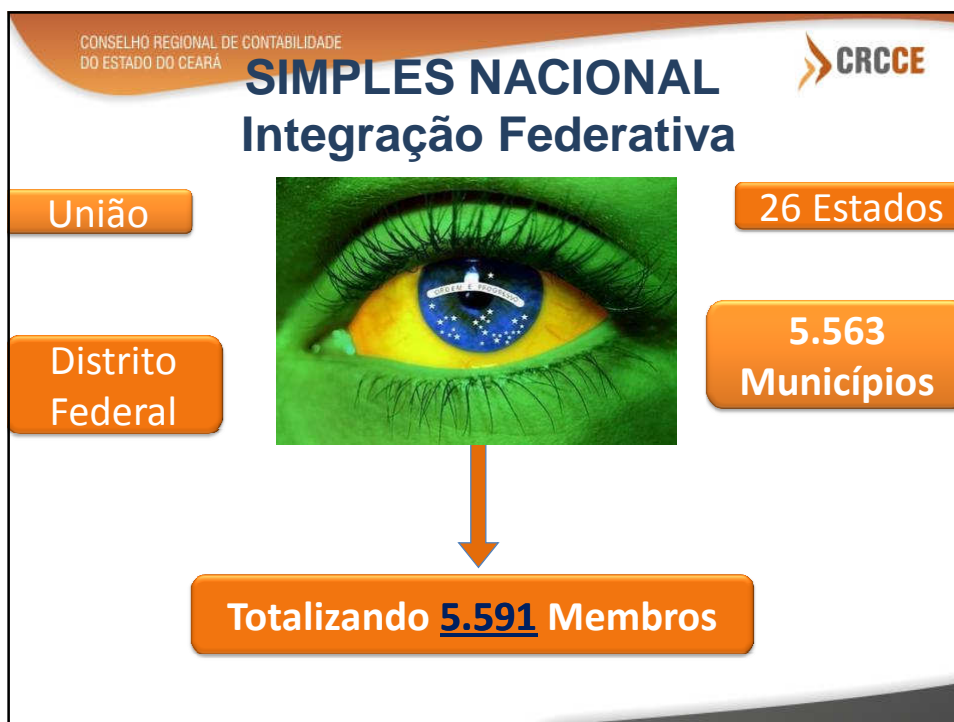 CONSELHO REGIONAL DE CONTABILIDADE
DO ESTADO DO CEARÁ
CRCCE
SIMPLES NACIONAL
Integração Federativa
União
26 Estados
ORDEM E PROGRESSO
Distrito
Federal
5.563
Municípios
Totalizando 5.591 Membros